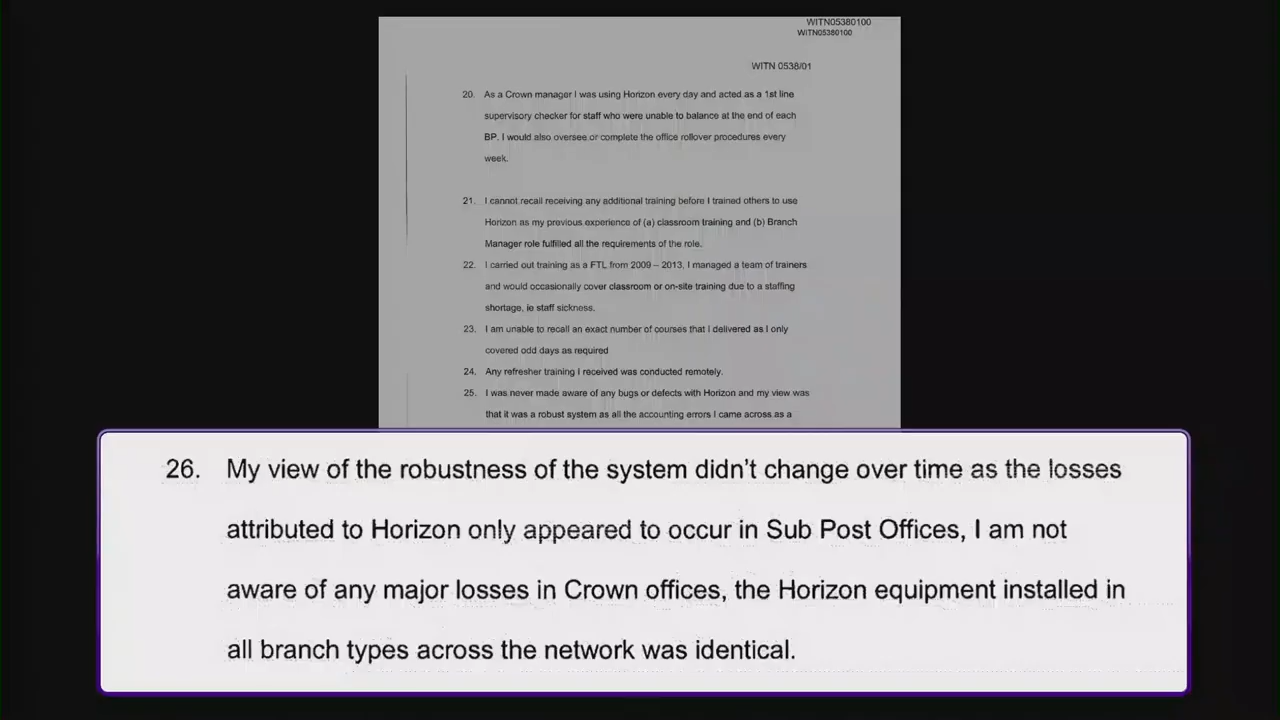 WITN05380100
WITN05380100
WITN 0538/01
20. As a Crown manager I was using Horizon every day and acted as a 1st line
supervisory checker for staff who were unable to balance at the end of each
BP. I would also oversee or complete the office rollover procedures every
week.
21. I cannot recall receiving any additional training before I trained others to use
Horizon as my previous experience of (a) classroom training and (b) Branch
Manager role fulfilled all the requirements of the role.
22. I carried out training as a FTL from 2009 – 2013, I managed a team of trainers
and would occasionally cover classroom or on-site training due to a staffing
shortage, ie staff sickness.
23. I am unable to recall an exact number of courses that I delivered as I only
covered odd days as required
24. Any refresher training I received was conducted remotely.
25. I was never made aware of any bugs or defects with Horizon and my view was
that it was a robust system as all the accounting errors I came across as a
26. My view of the robustness of the system didn't change over time as the losses
attributed to Horizon only appeared to occur in Sub Post Offices, I am not
aware of any major losses in Crown offices, the Horizon equipment installed in
all branch types across the network was identical.